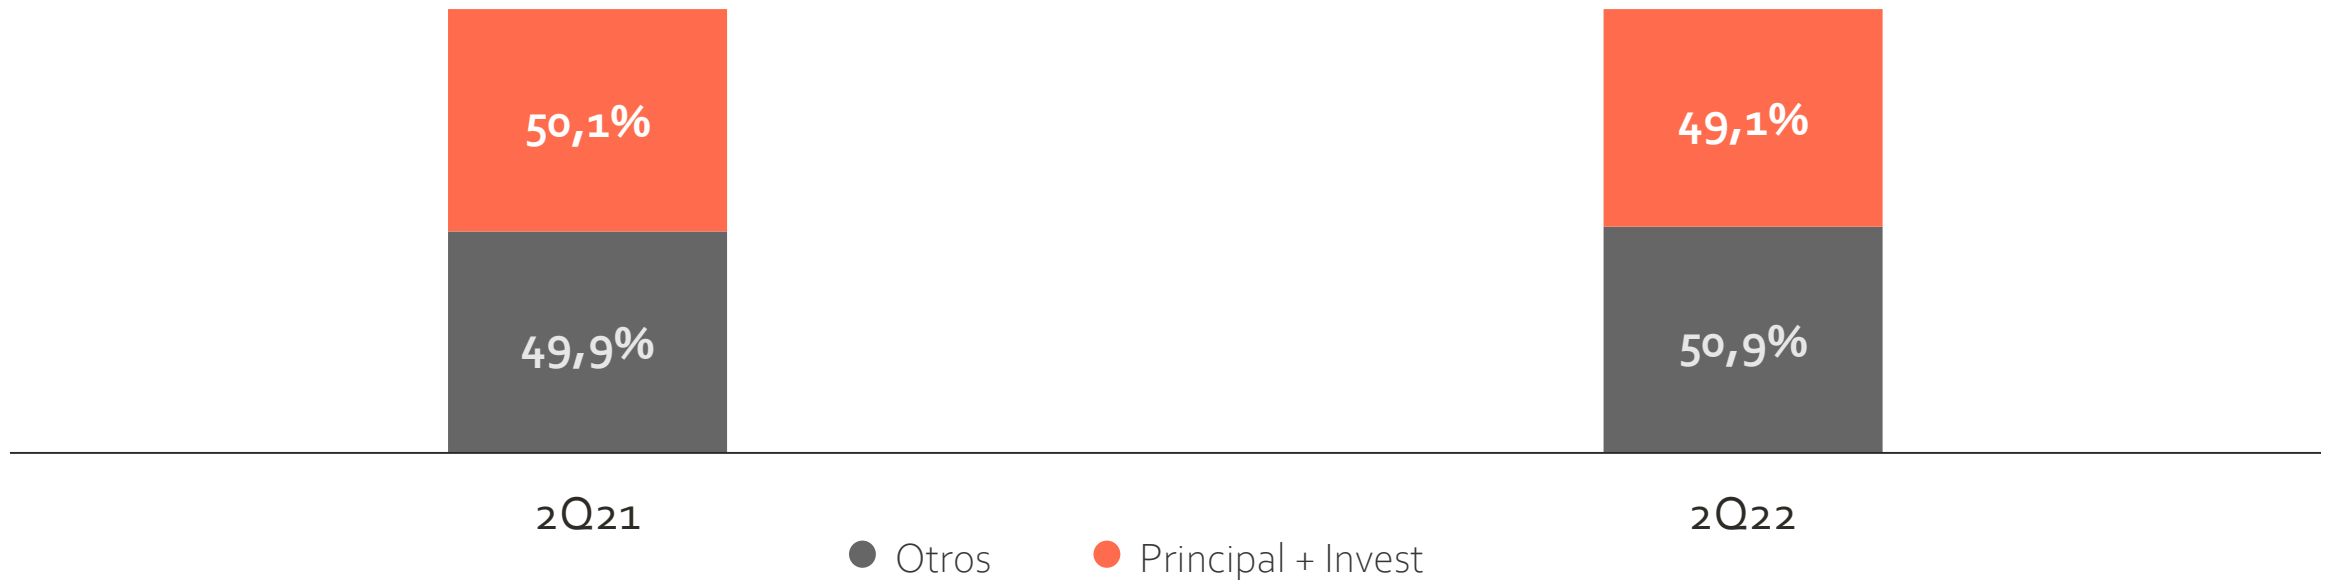 50,1%
49,1%
49,9%
50,9%
2Q21
2Q22
Otros
Principal + Invest